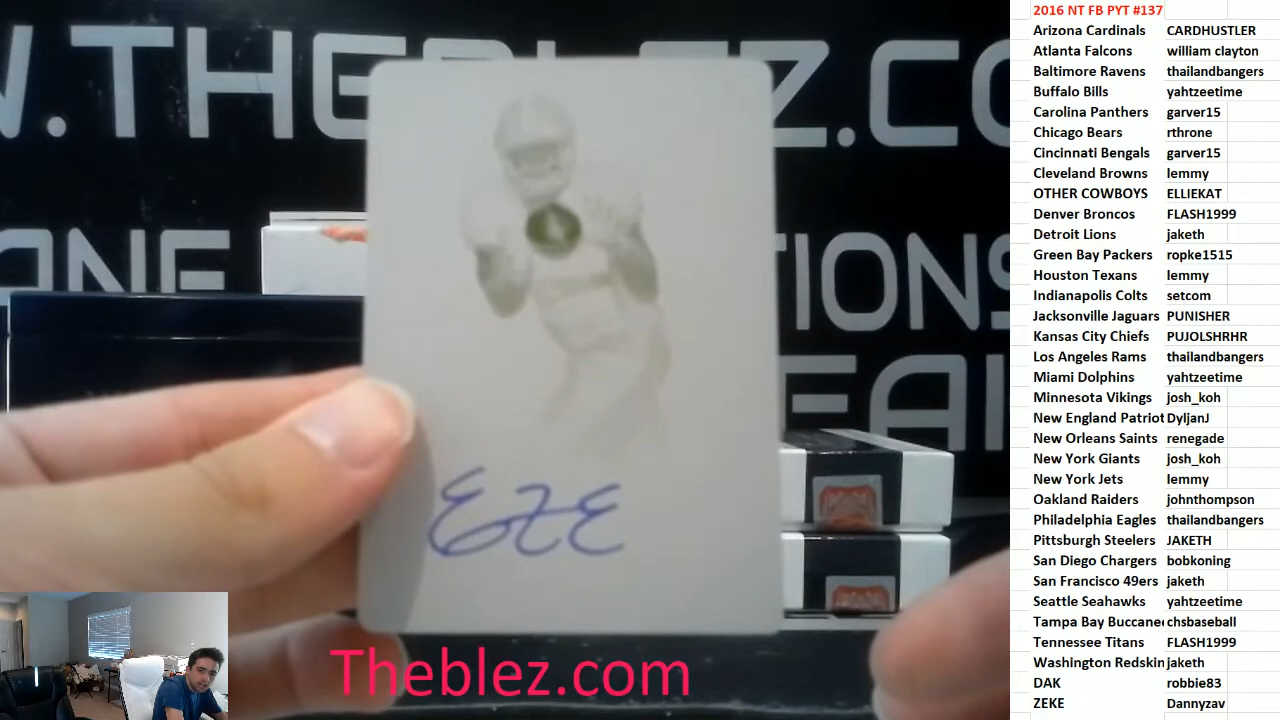 W.THEBLEZ.CO
ONE
TIONS
EAI
EZE
Theblez.com
2016 NT FB PYT #137
Arizona Cardinals CARDHUSTLER
Atlanta Falcons william clayton
Baltimore Ravens thailandbangers
Buffalo Bills yahtzeetime
Carolina Panthers garver15
Chicago Bears rthrone
Cincinnati Bengals garver15
Cleveland Browns lemmy
OTHER COWBOYS ELLIEKAT
Denver Broncos FLASH1999
Detroit Lions jaketh
Green Bay Packers ropke1515
Houston Texans lemmy
Indianapolis Colts setcom
Jacksonville Jaguars PUNISHER
Kansas City Chiefs PUJOLSHRHR
Los Angeles Rams thailandbangers
Miami Dolphins yahtzeetime
Minnesota Vikings josh_koh
New England Patriot DyljanJ
New Orleans Saints renegade
New York Giants josh_koh
New York Jets lemmy
Oakland Raiders johnthompson
Philadelphia Eagles thailandbangers
Pittsburgh Steelers JAKETH
San Diego Chargers bobkoning
San Francisco 49ers jaketh
Seattle Seahawks yahtzeetime
Tampa Bay Buccanee chsbaseball
Tennessee Titans FLASH1999
Washington Redskin jaketh
DAK robbie83
ZEKE Dannyzav